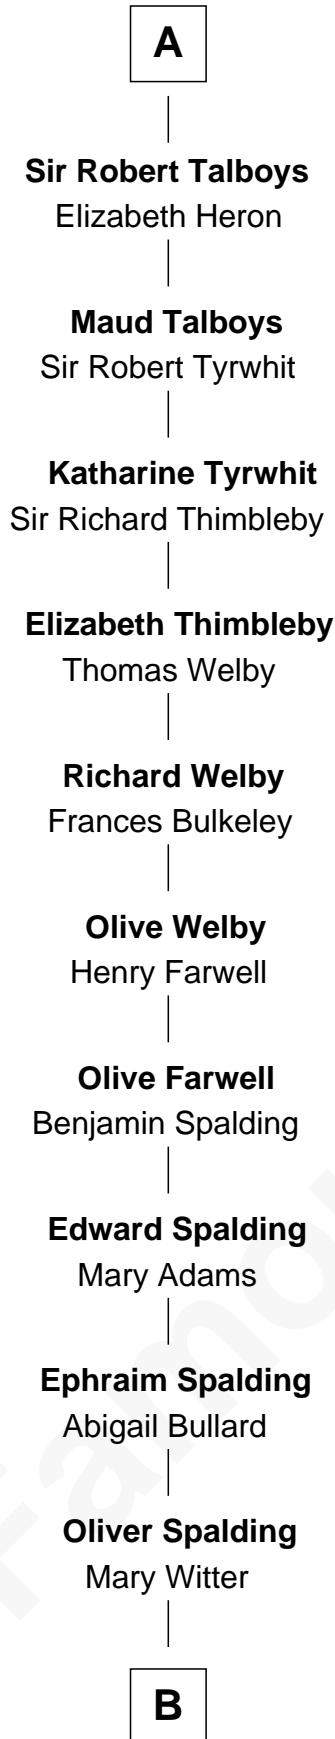 A
Sir Robert Talboys
Elizabeth Heron
Maud Talboys
Sir Robert Tyrwhit
Katharine Tyrwhit
Sir Richard Thimbleby
Elizabeth Thimbleby
Thomas Welby
Richard Welby
Frances Bulkeley
Olive Welby
Henry Farwell
Olive Farwell
Benjamin Spalding
Edward Spalding
Mary Adams
Ephraim Spalding
Abigail Bullard
Oliver Spalding
Mary Witter
B